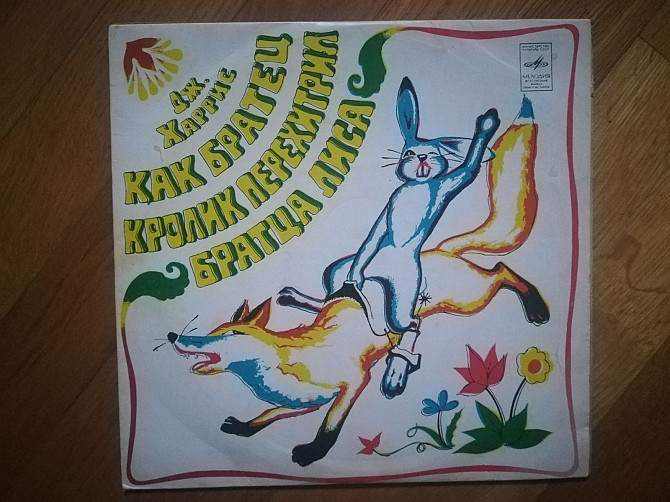 Дж.
Харрис
КАК БРАТЕЦ
КРОЛИК ПЕРЕХИТРИЛ
БРАТЦА ЛИСА
МЕЛОДИЯ